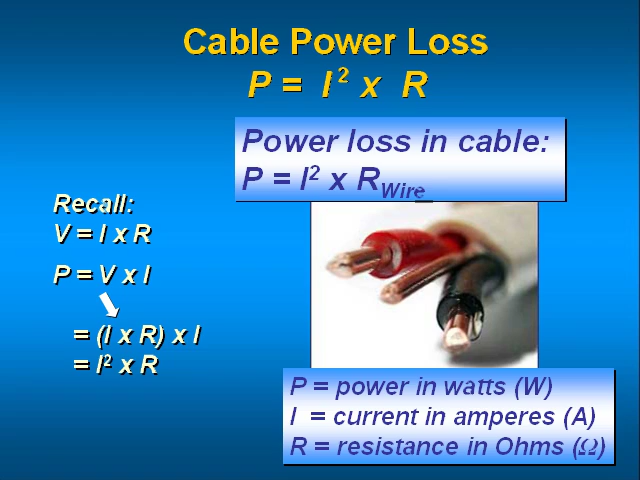 Cable Power Loss
P = I² x R
Power loss in cable:
P = I² x R_Wire
Recall:
V = I x R
P = V x I
= (I x R) x I
= I² x R
P = power in watts (W)
I = current in amperes (A)
R = resistance in Ohms (Ω)